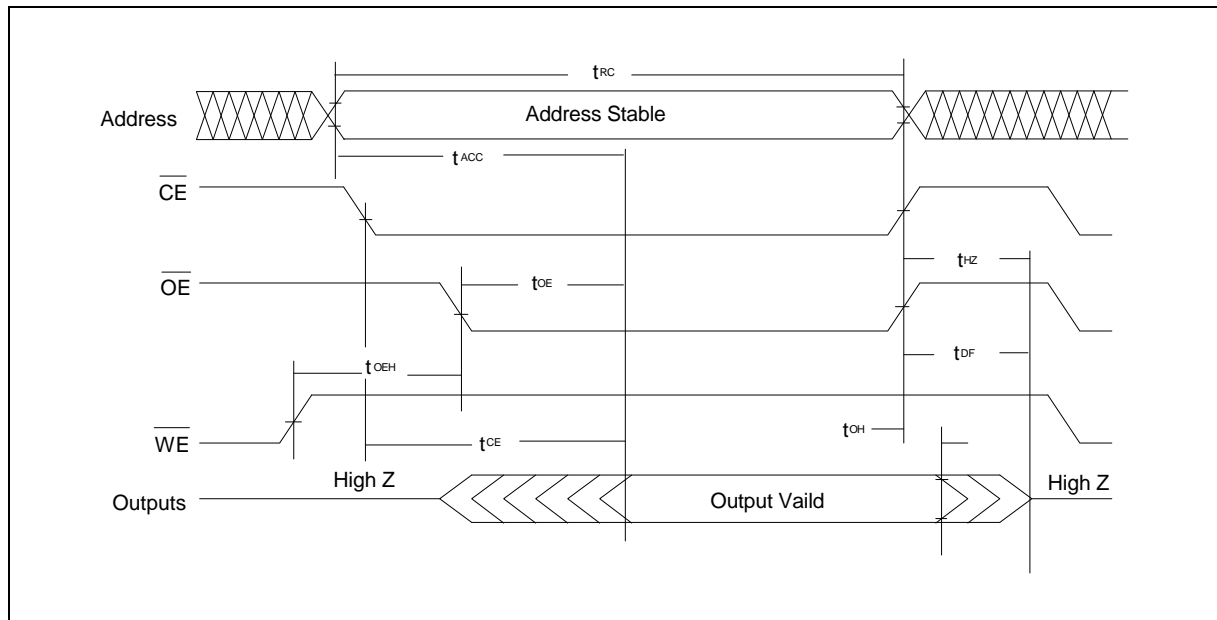 tRC
Address
Address Stable
tACC
CE
tHZ
OE
tOE
tDF
tOEH
WE
tCE
tOH
High Z
Outputs
Output Vaild
High Z